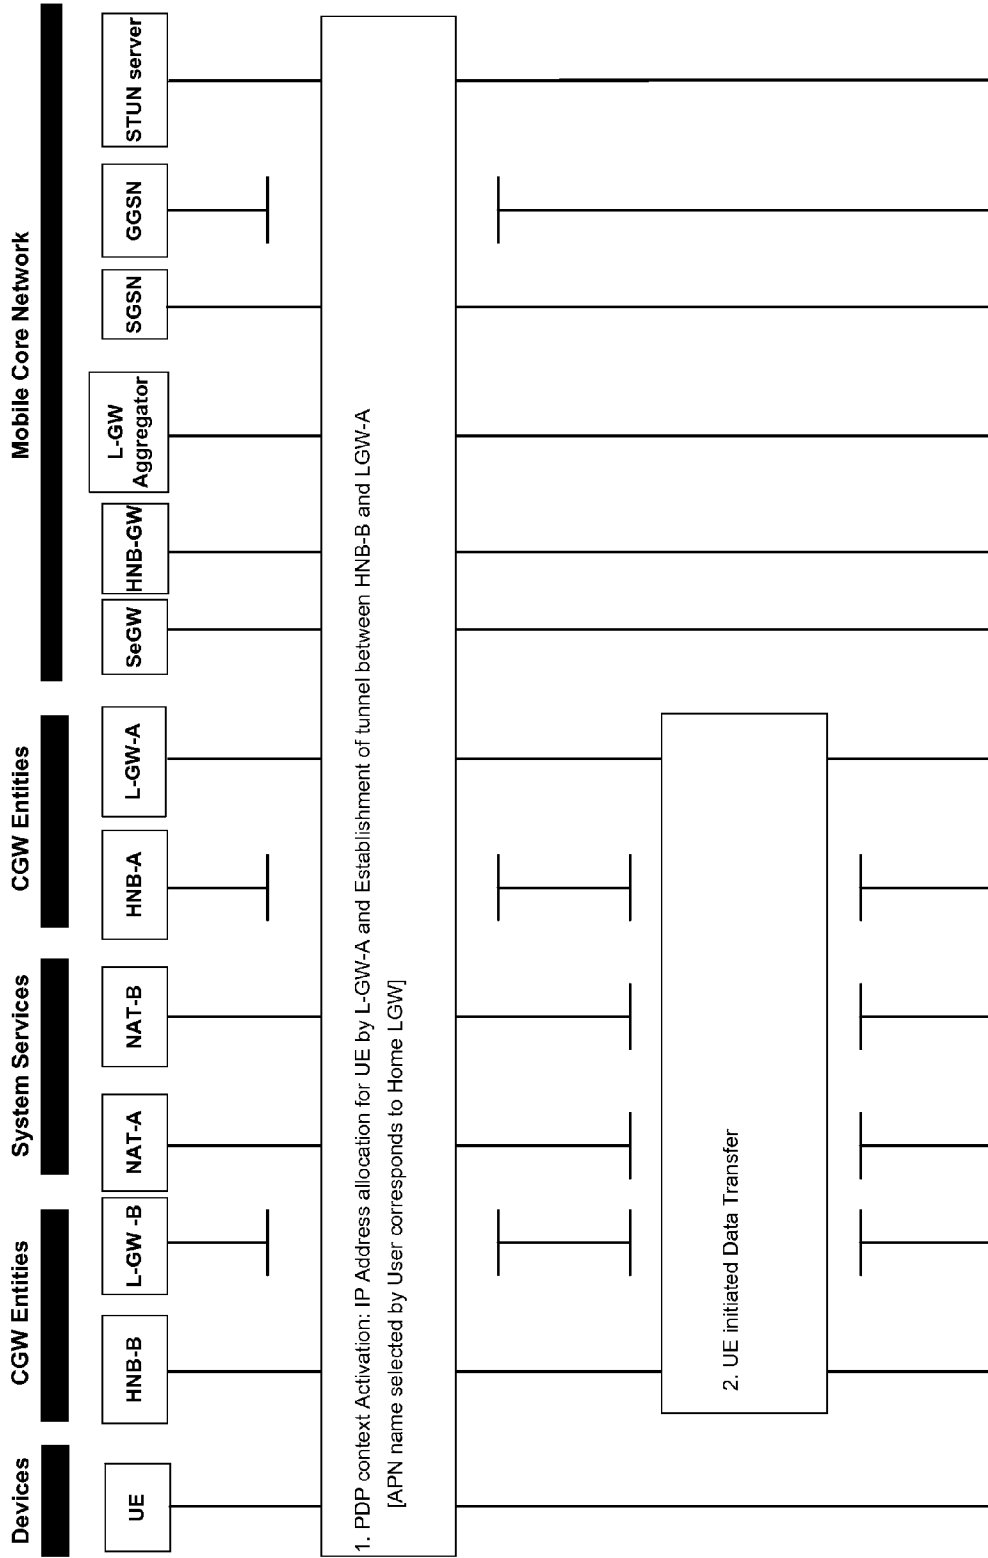 Devices
CGW Entities
System Services
CGW Entities
Mobile Core Network
UE
HNB-B
L-GW -B
NAT-A
NAT-B
HNB-A
L-GW-A
SeGW
HNB-GW
L-GW
Aggregator
SGSN
GGSN
STUN server
1. PDP context Activation: IP Address allocation for UE by L-GW-A and Establishment of tunnel between HNB-B and LGW-A
[APN name selected by User corresponds to Home LGW]
2. UE initiated Data Transfer